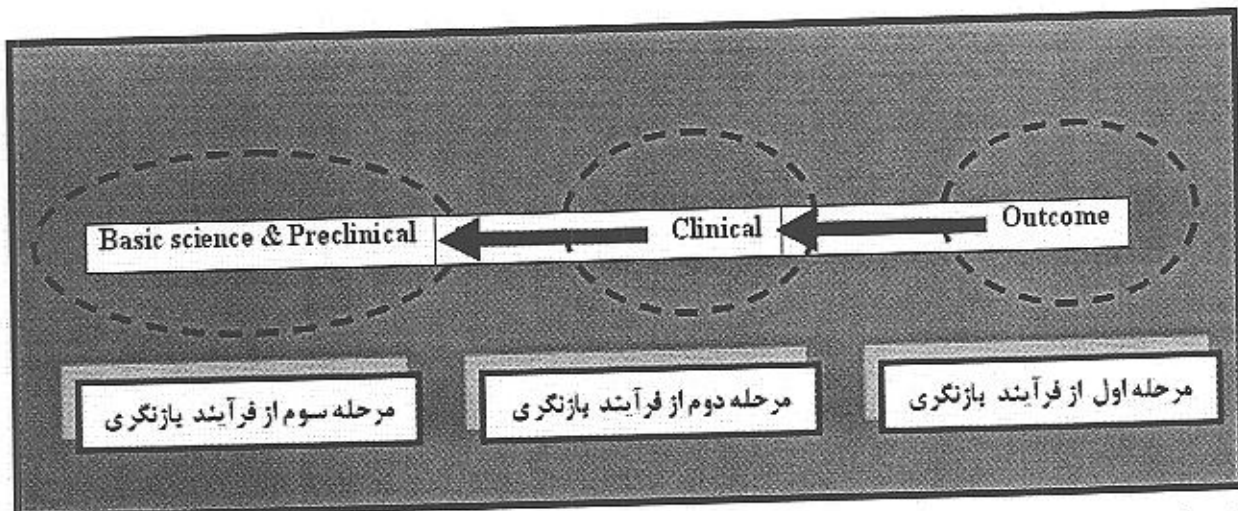 Basic science & Preclinical
Clinical
Outcome
مرحله اول از فرآیند بازنگری
مرحله دوم از فرآیند بازنگری
مرحله سوم از فرآیند بازنگری